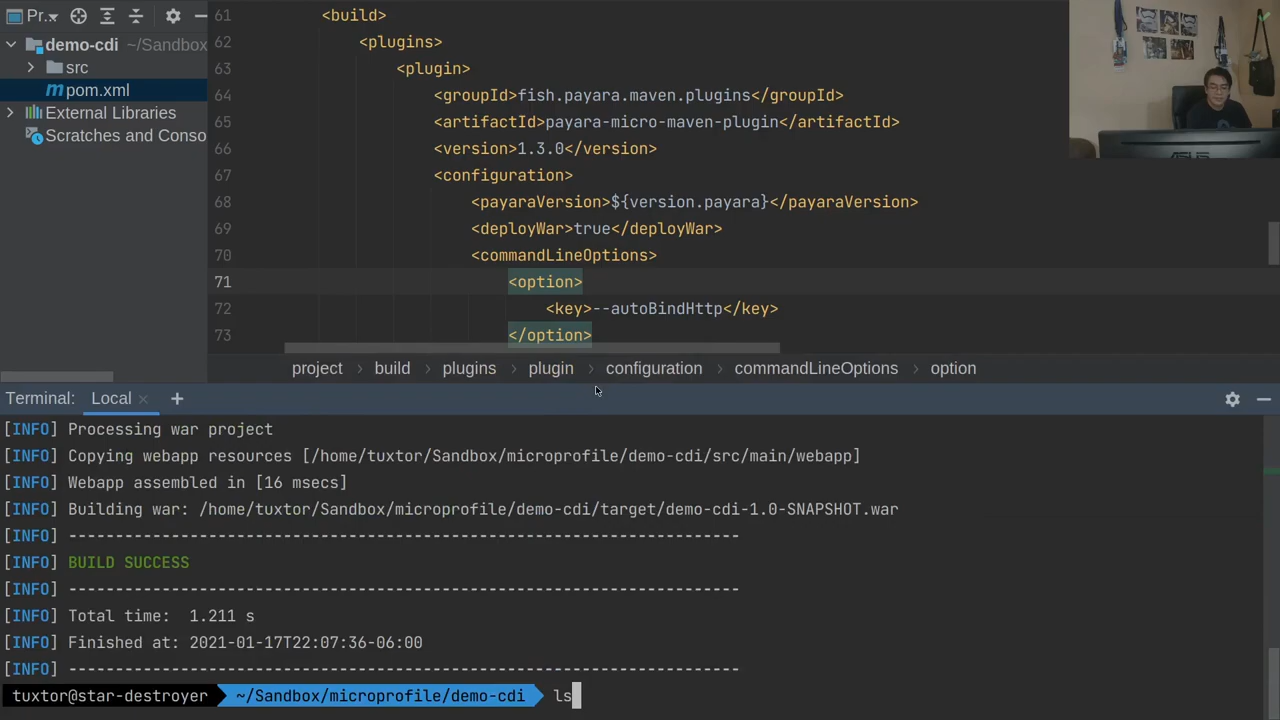 Pr.
demo-cdi ~/Sandbox
src
pom.xml
External Libraries
Scratches and Conso
61 <build>
62 <plugins>
63 <plugin>
64 <groupId>fish.payara.maven.plugins</groupId>
65 <artifactId>payara-micro-maven-plugin</artifactId>
66 <version>1.3.0</version>
67 <configuration>
68 <payaraVersion>${version.payara}</payaraVersion>
69 <deployWar>true</deployWar>
70 <commandLineOptions>
71 <option>
72 <key>--autoBindHttp</key>
73 </option>
project › build › plugins › plugin › configuration › commandLineOptions › option
Terminal: Local × +
[INFO] Processing war project
[INFO] Copying webapp resources [/home/tuxtor/Sandbox/microprofile/demo-cdi/src/main/webapp]
[INFO] Webapp assembled in [16 msecs]
[INFO] Building war: /home/tuxtor/Sandbox/microprofile/demo-cdi/target/demo-cdi-1.0-SNAPSHOT.war
[INFO] ------------------------------------------------------------------------
[INFO] BUILD SUCCESS
[INFO] ------------------------------------------------------------------------
[INFO] Total time:  1.211 s
[INFO] Finished at: 2021-01-17T22:07:36-06:00
[INFO] ------------------------------------------------------------------------
tuxtor@star-destroyer ~/Sandbox/microprofile/demo-cdi ls